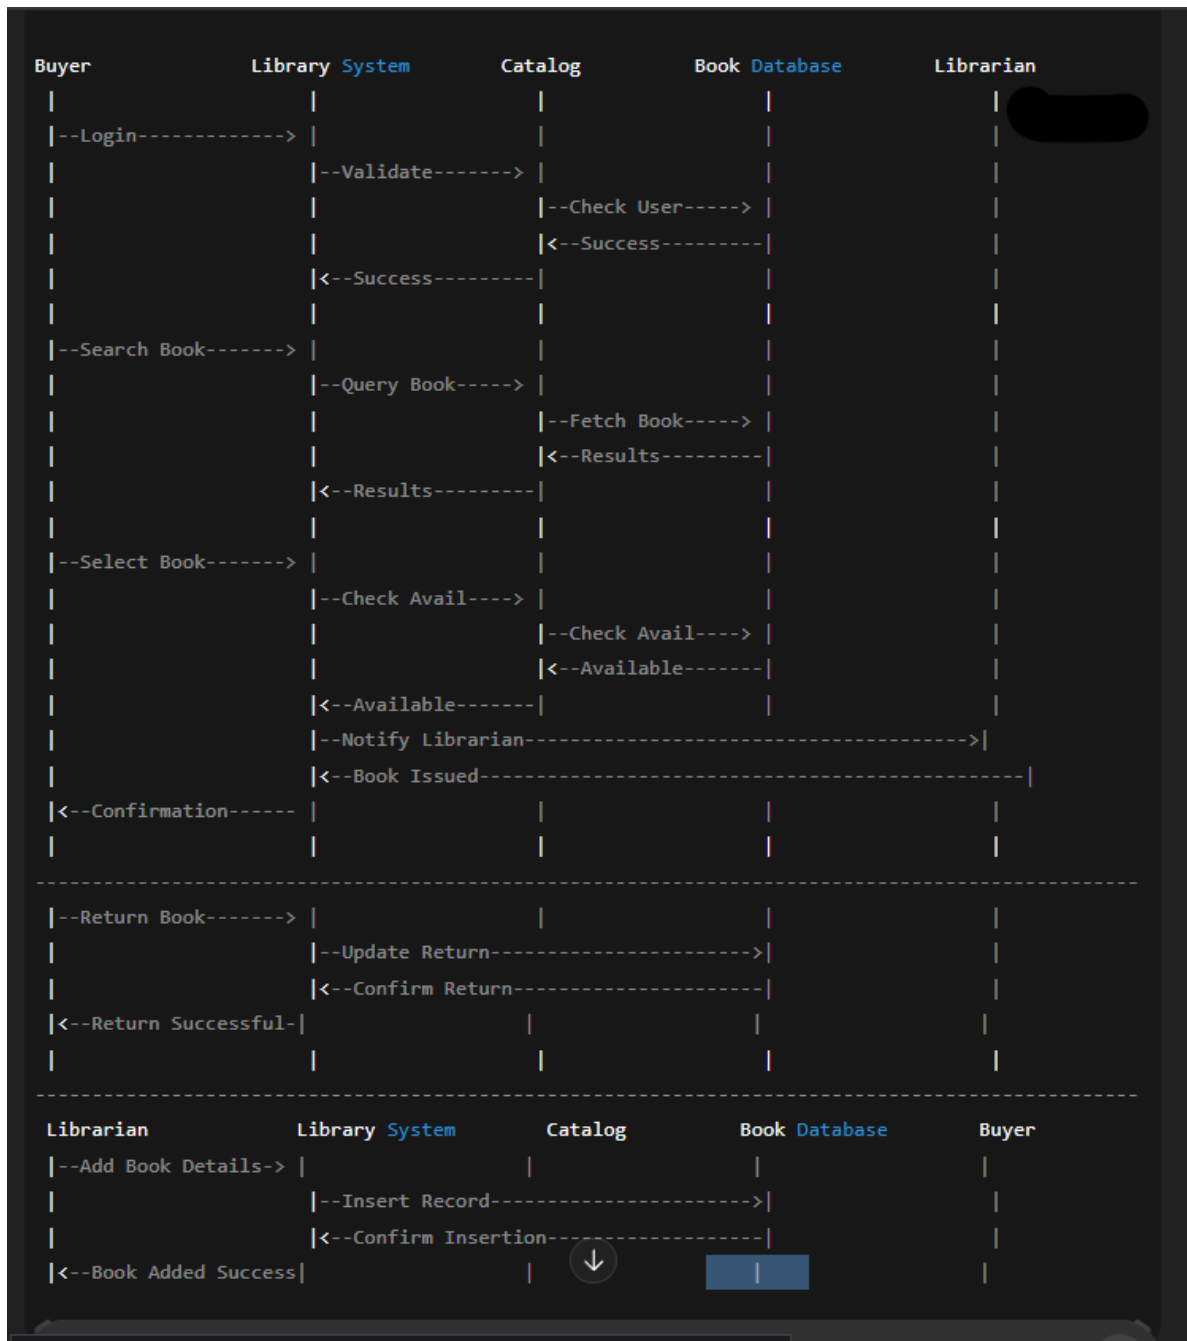 Buyer Library System Catalog Book Database Librarian
| | | | |
|--Login-------------> | | | |
| |--Validate-------> | | |
| | |--Check User-----> | |
| | |<--Success---------| |
| |<--Success---------| | |
| | | | |
|--Search Book-------> | | | |
| |--Query Book-----> | | |
| | |--Fetch Book-----> | |
| | |<--Results---------| |
| |<--Results---------| | |
| | | | |
|--Select Book-------> | | | |
| |--Check Avail----> | | |
| | |--Check Avail----> | |
| | |<--Available-------| |
| |<--Available-------| | |
| |--Notify Librarian--------------------------------------->|
| |<--Book Issued------------------------------------------------|
|<--Confirmation------ | | | |
| | | | |
-------------------------------------------------------------------------------------------------
|--Return Book-------> | | | |
| |--Update Return----------------------->| |
| |<--Confirm Return----------------------| |
|<--Return Successful-| | | |
| | | | |
-------------------------------------------------------------------------------------------------
Librarian Library System Catalog Book Database Buyer
|--Add Book Details-> | | | |
| |--Insert Record----------------------->| |
| |<--Confirm Insertion-------------------| |
|<--Book Added Success| | | |